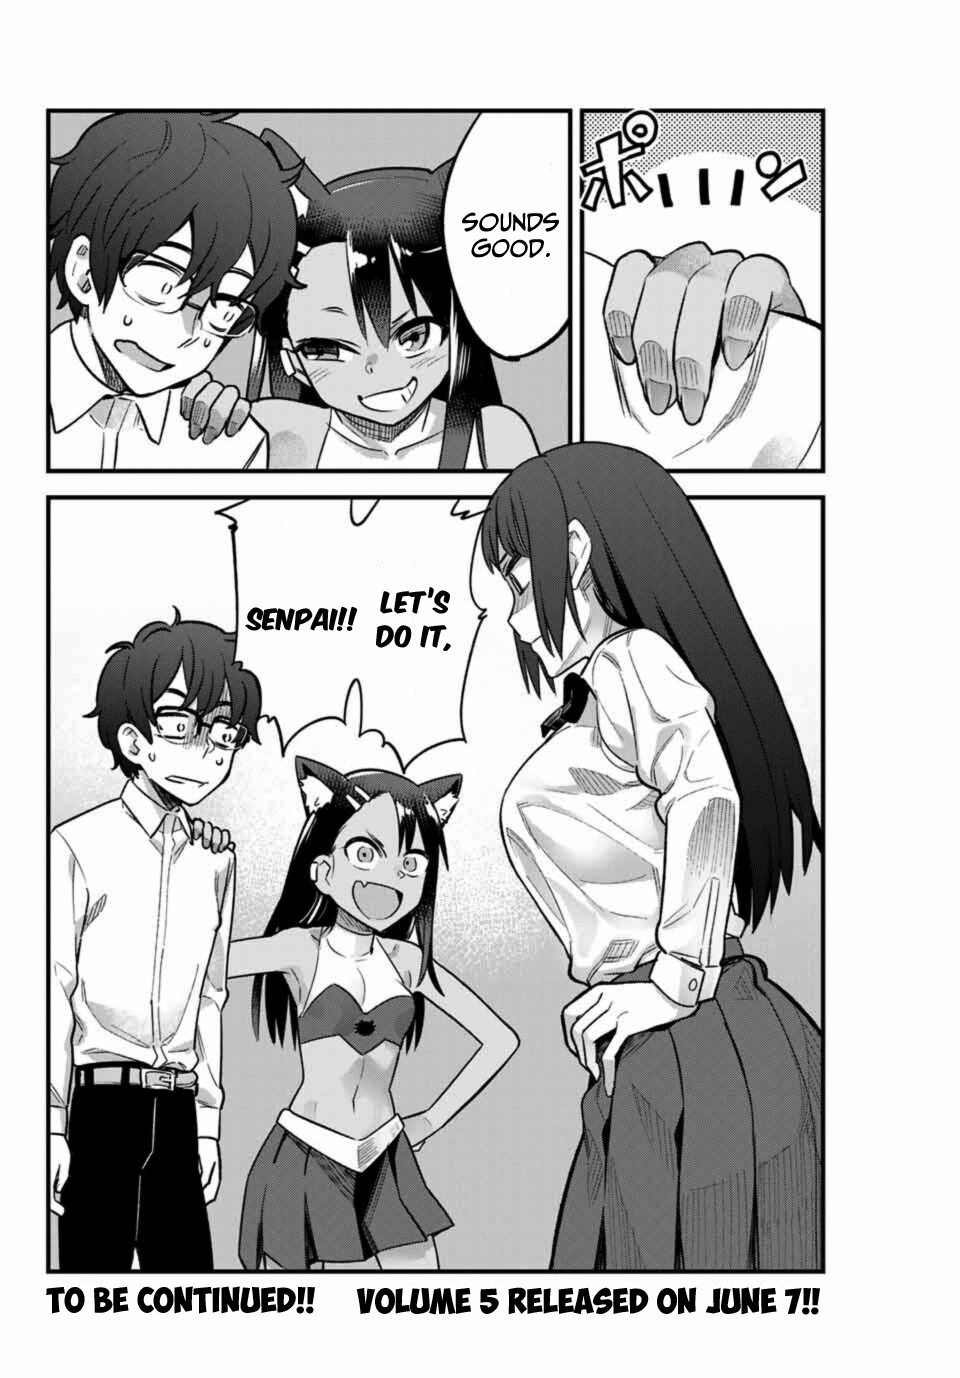 ポーーーン
SOUNDS
GOOD.
LET'S
DO IT,
SENPAI!!
TO BE CONTINUED!! VOLUME 5 RELEASED ON JUNE 7!!